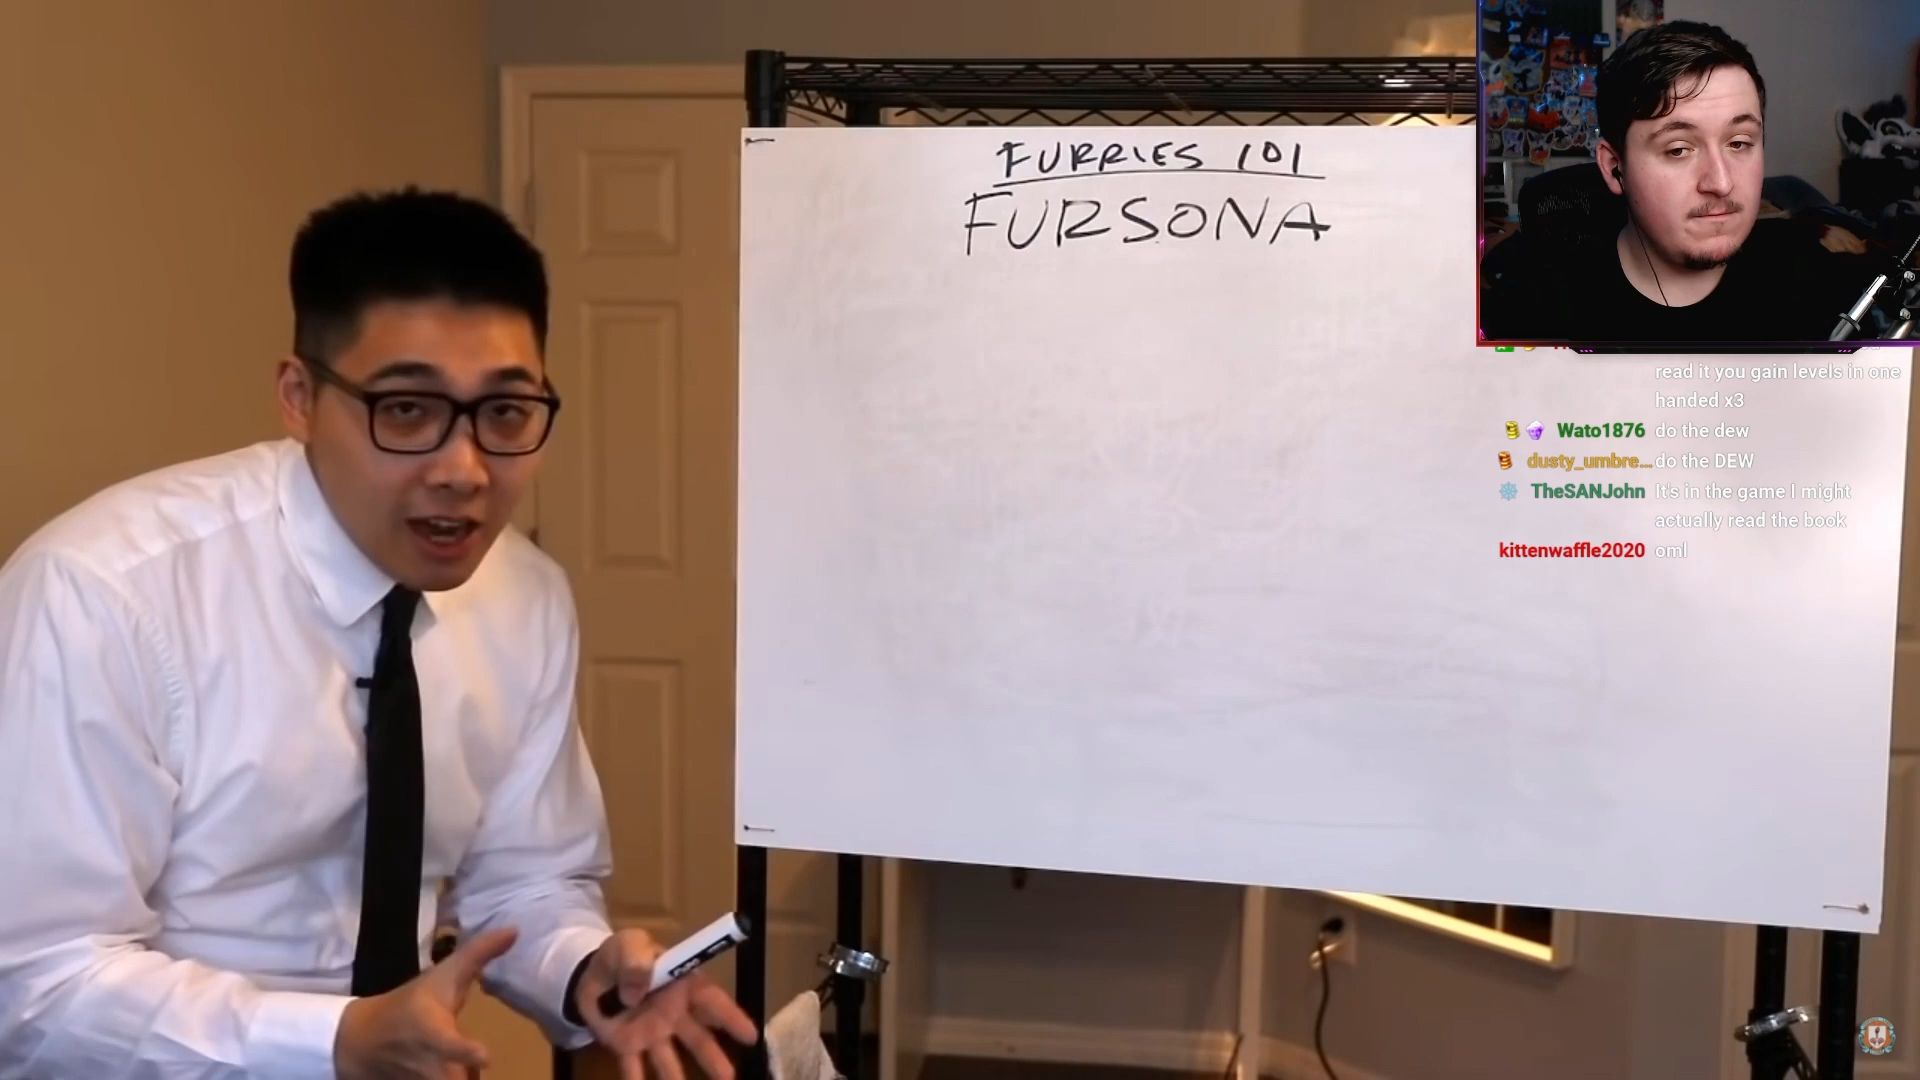 FURRIES 101
FURSONA
read it you gain levels in one
handed x3
Wato1876 do the dew
dusty_umbre... do the DEW
TheSANJohn It's in the game I might
actually read the book
kittenwaffle2020 oml